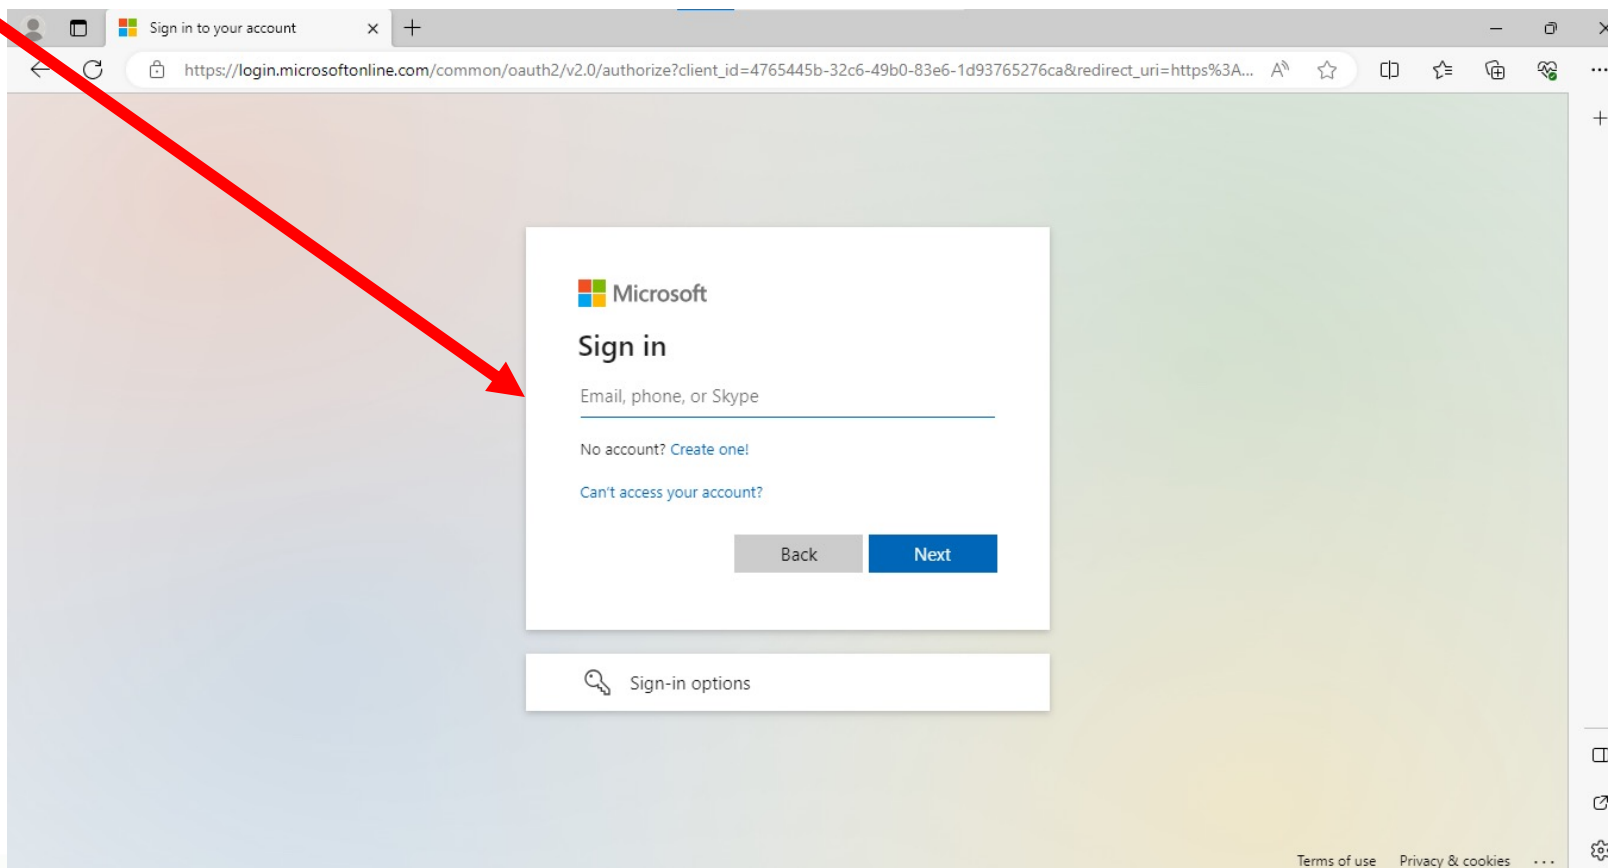 Sign in to your account
https://login.microsoftonline.com/common/oauth2/v2.0/authorize?client_id=4765445b-32c6-49b0-83e6-1d93765276ca&redirect_uri=https%3A...
Microsoft
Sign in
Email, phone, or Skype
No account? Create one!
Can't access your account?
Back Next
Sign-in options
Terms of use Privacy & cookies ...